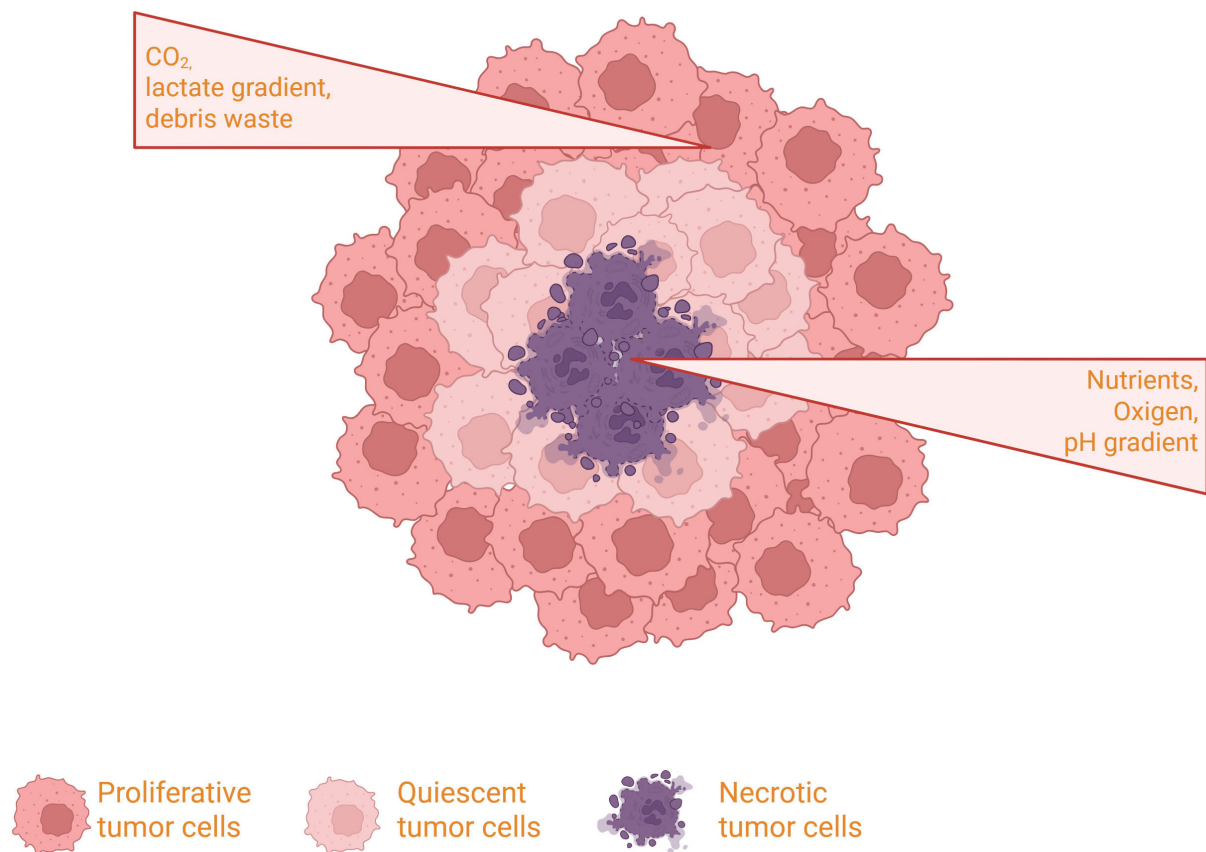 CO₂,
lactate gradient,
debris waste
Nutrients,
Oxigen,
pH gradient
Proliferative
tumor cells
Quiescent
tumor cells
Necrotic
tumor cells